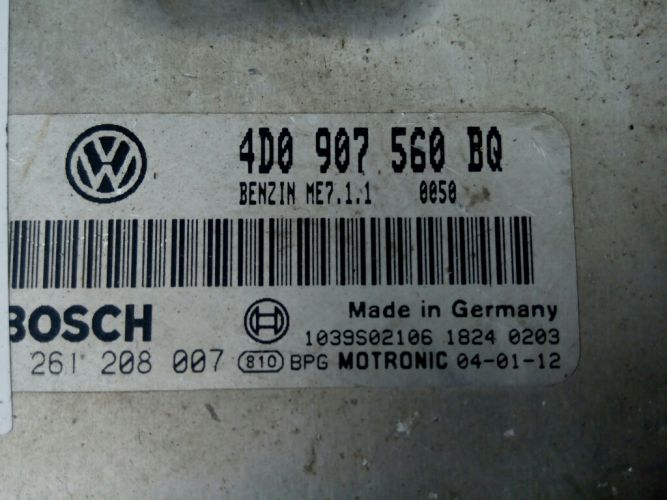 VW
4D0 907 560 BQ
BENZIN ME7.1.1 0050
BOSCH
Made in Germany
1039S02106 1824 0203
261 208 007 810 BPG MOTRONIC 04-01-12